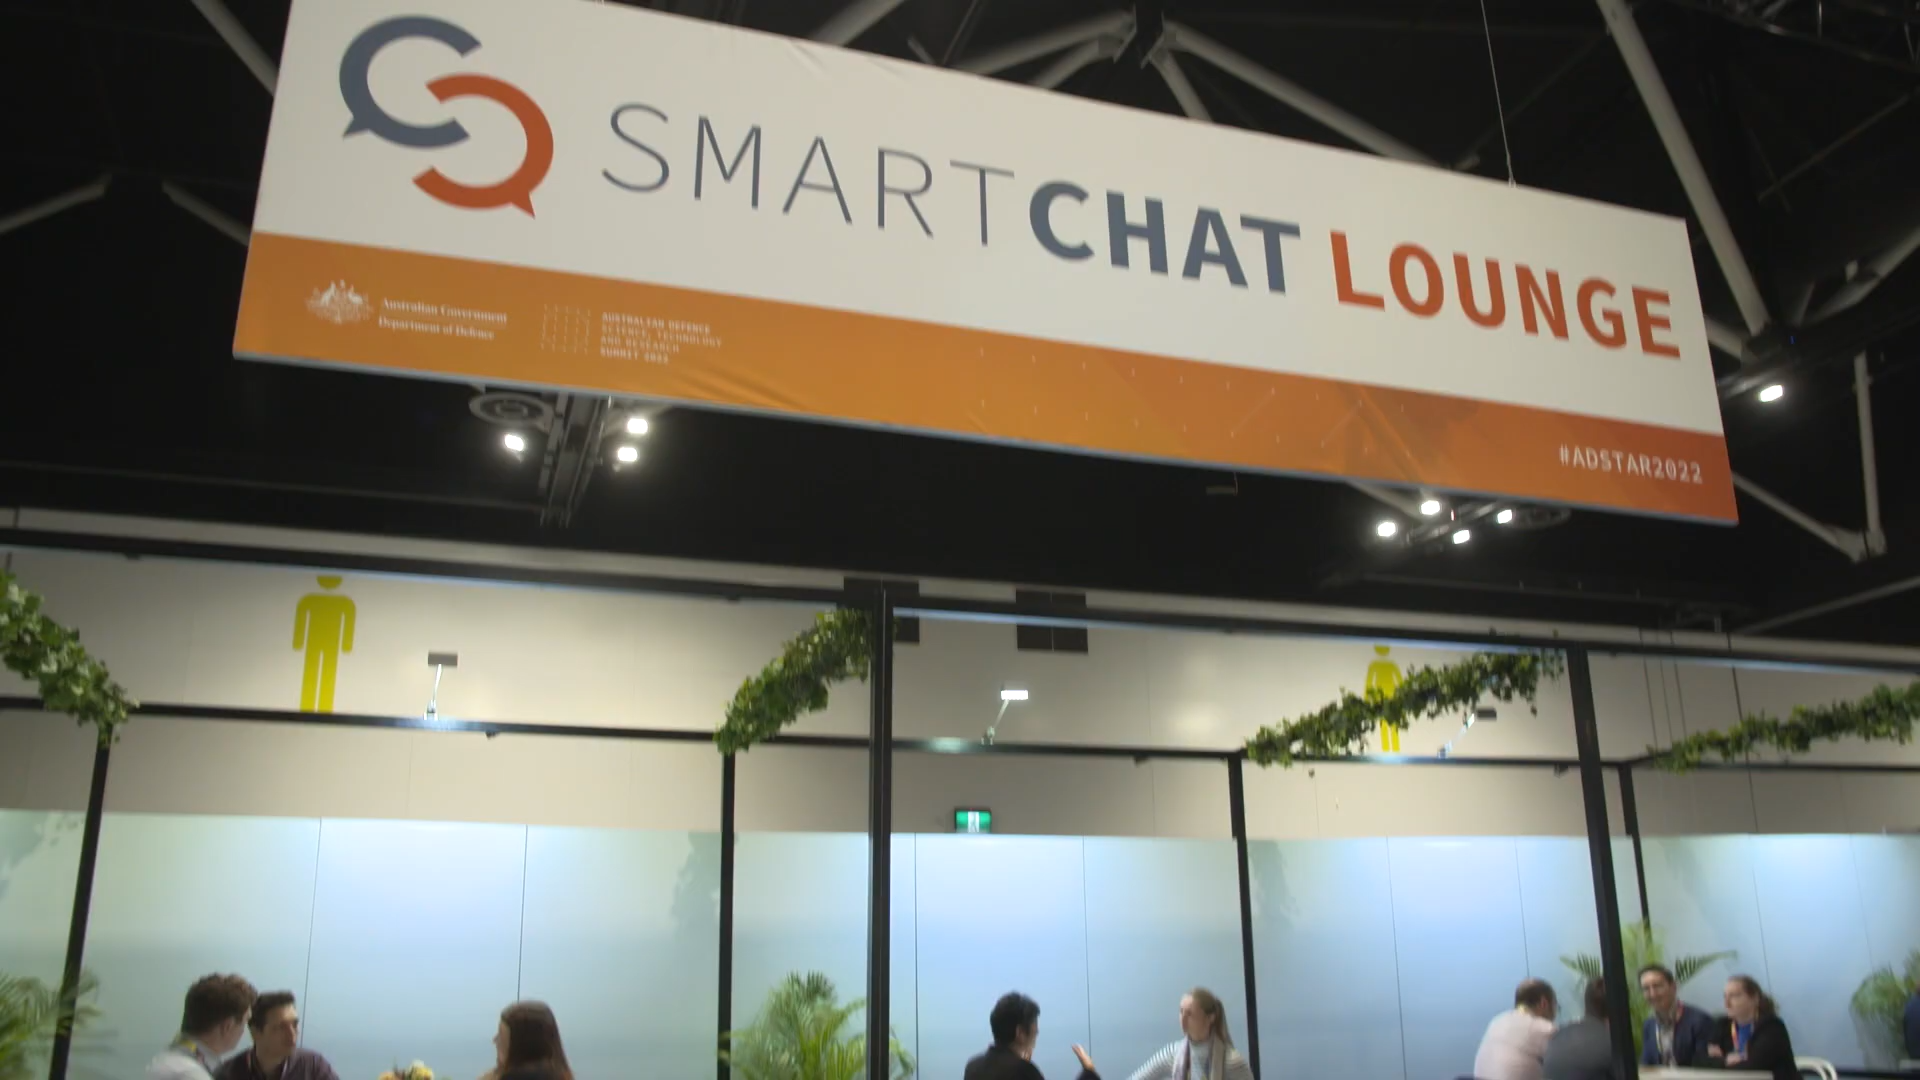 SMARTCHAT LOUNGE
Australian Government
Department of Defence
AUSTRALIAN DEFENCE
SCIENCE, TECHNOLOGY
AND RESEARCH
SUMMIT 2022
#ADSTAR2022